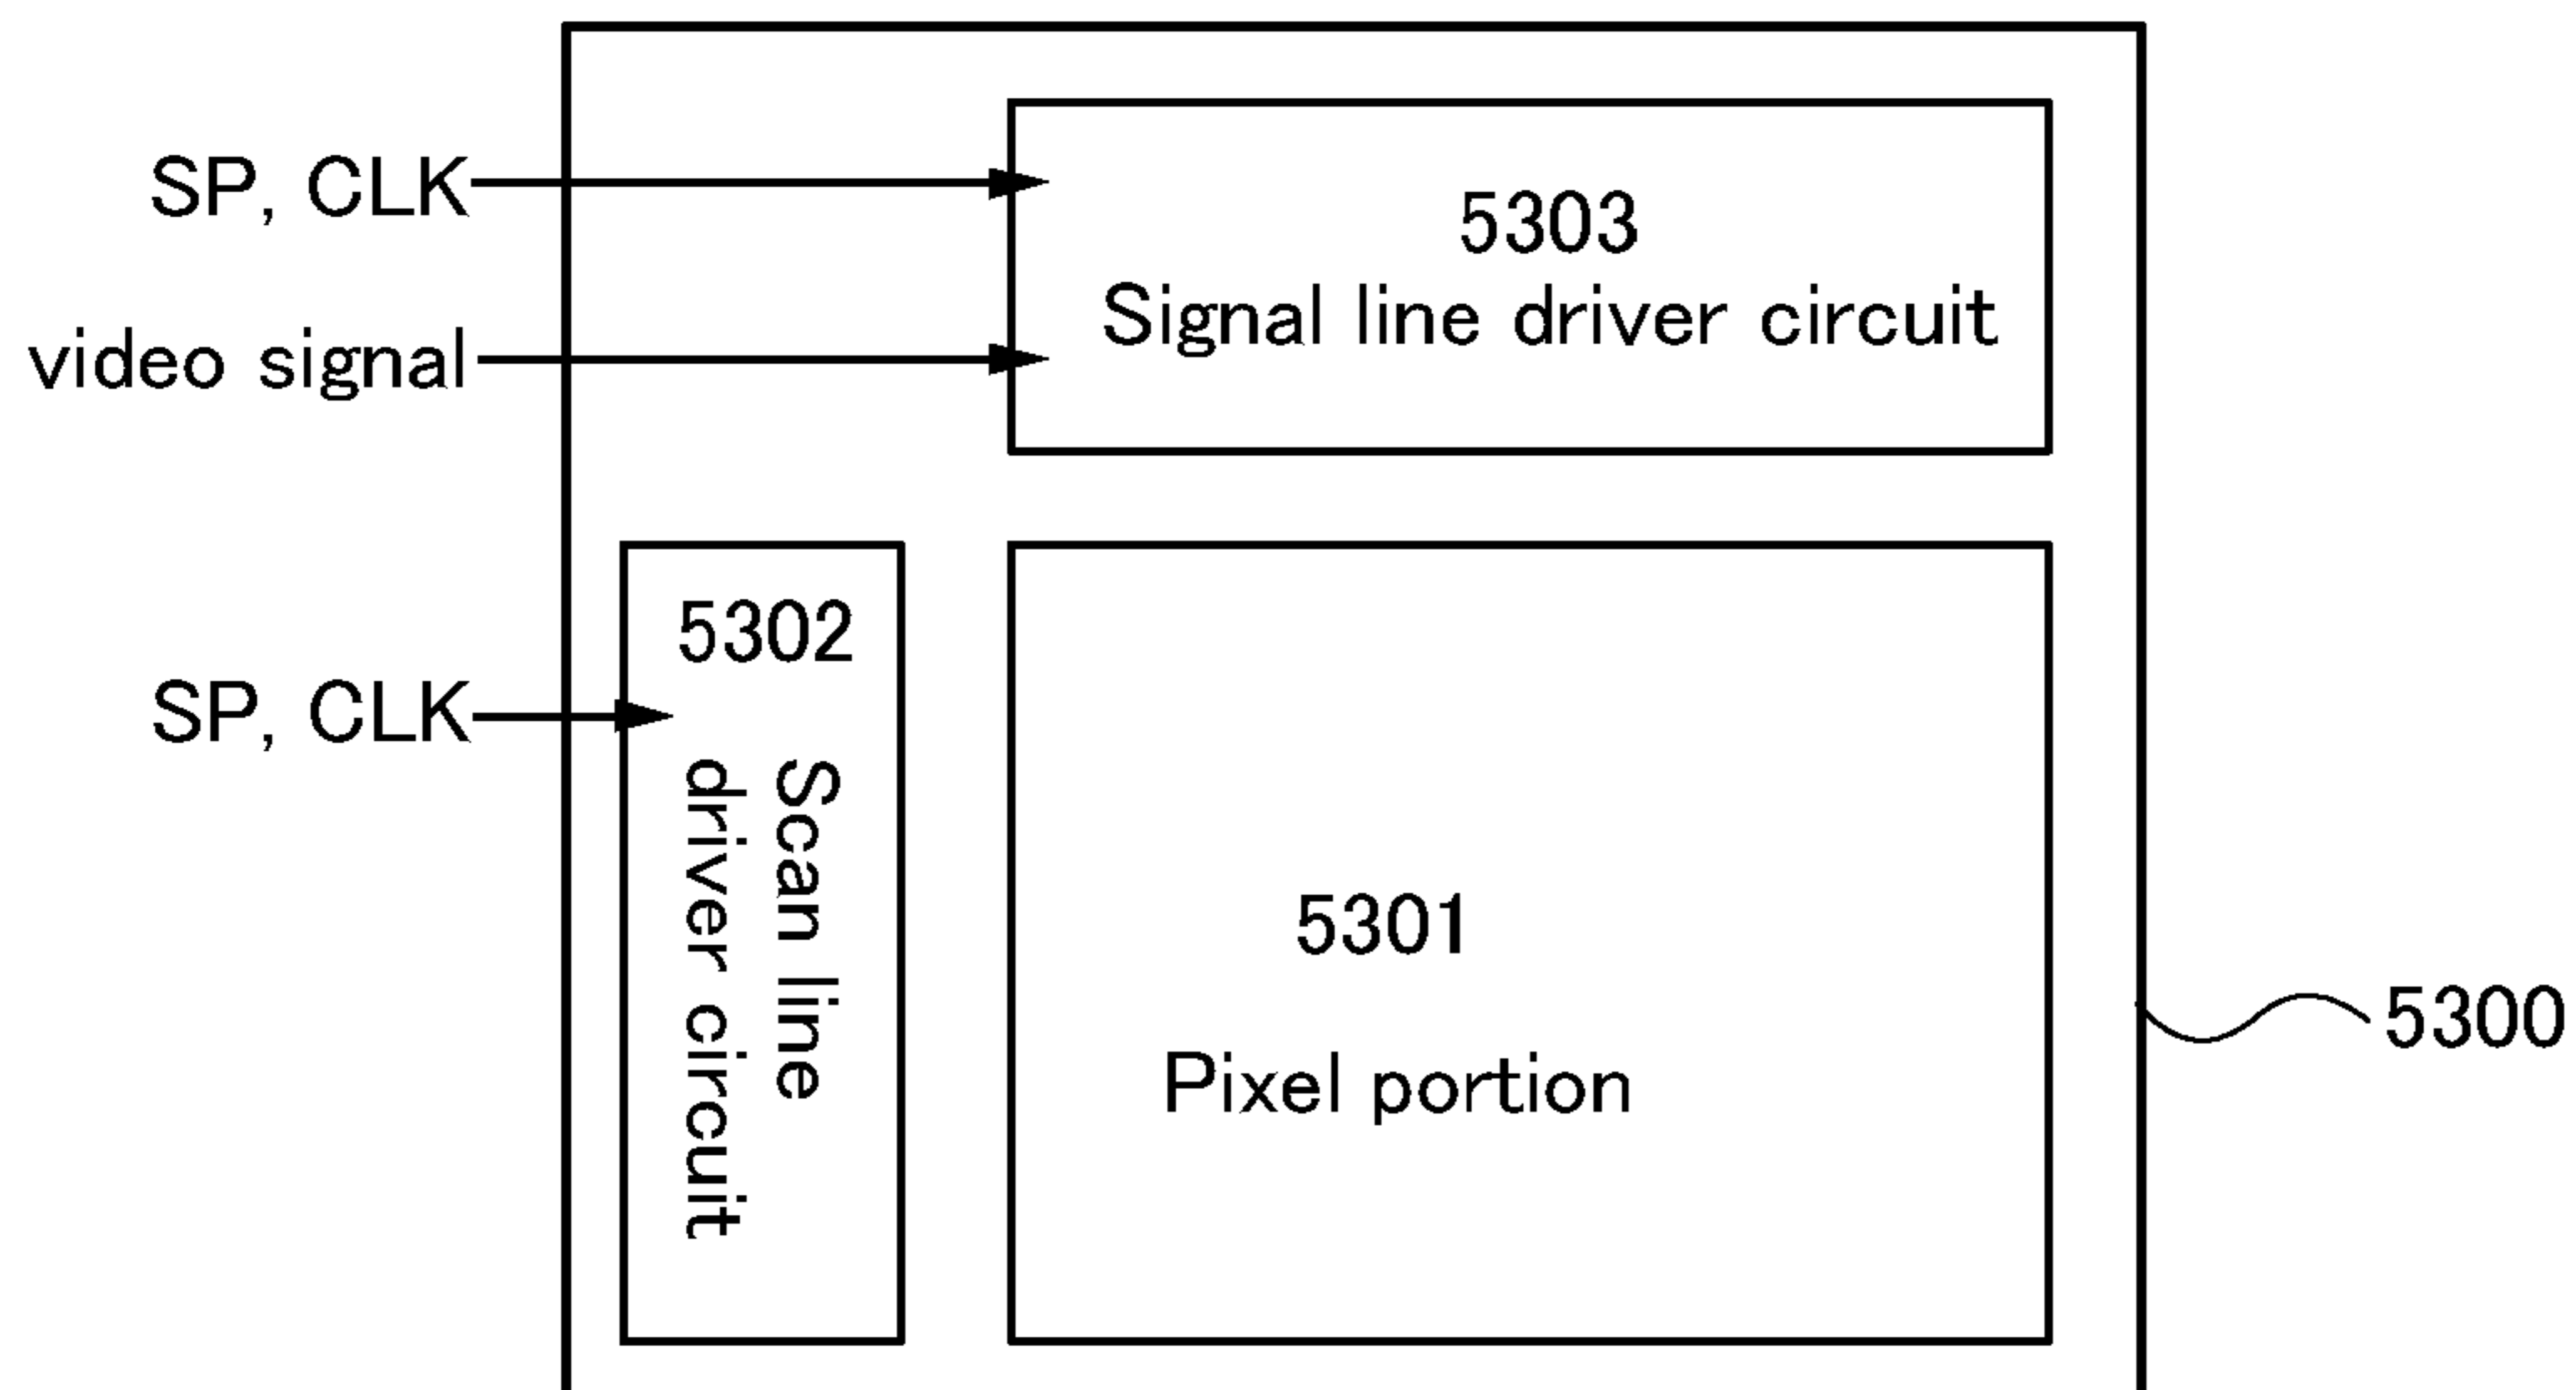 SP, CLK
5303
Signal line driver circuit
video signal
5302
SP, CLK
Scan line
driver circuit
5301
Pixel portion
5300